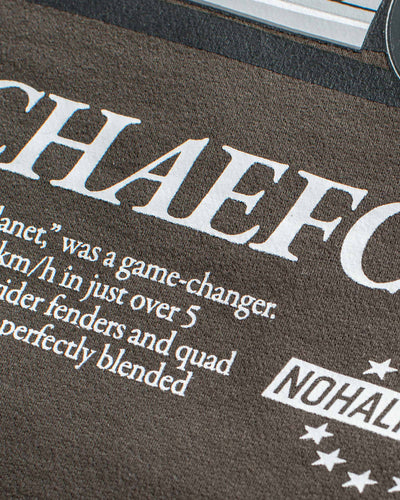 CHAEFC
lanet,” was a game-changer.
km/h in just over 5
ider fenders and quad
perfectly blended
NOHAL